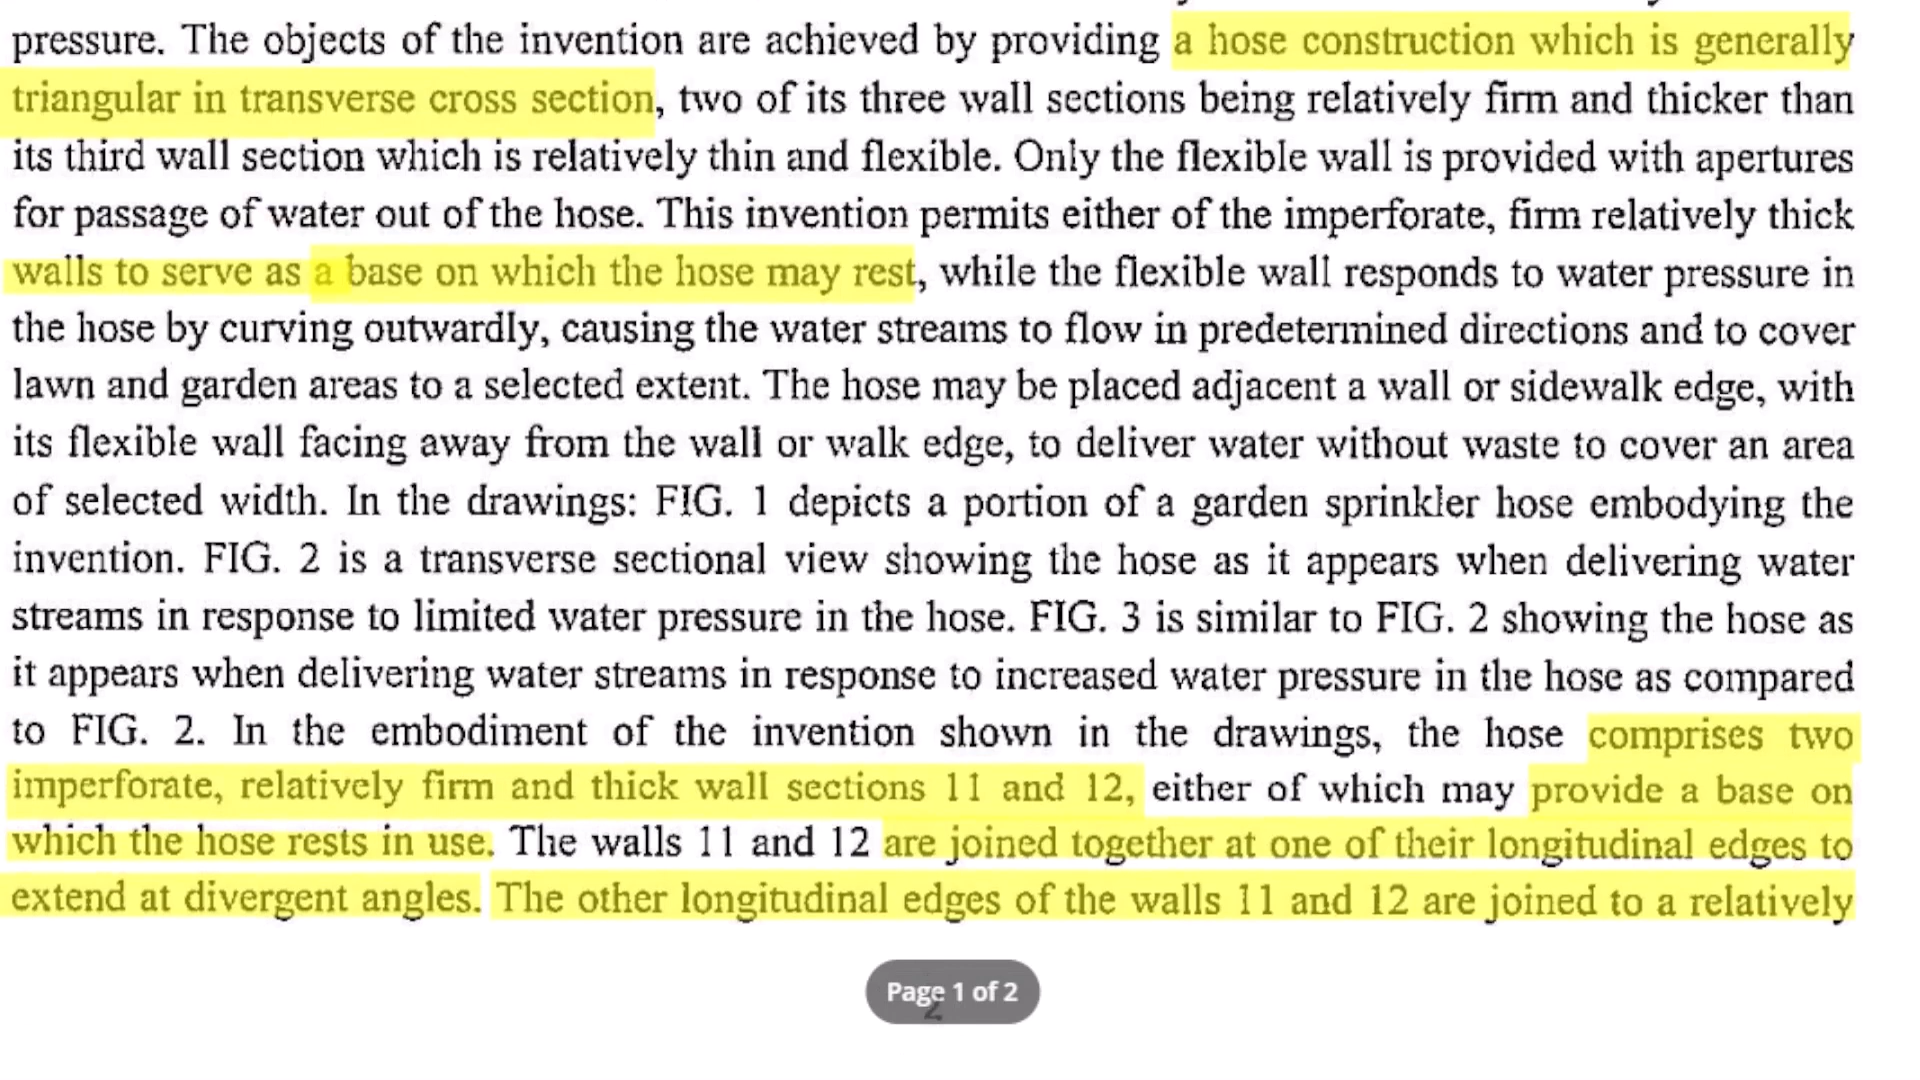 pressure. The objects of the invention are achieved by providing a hose construction which is generally
triangular in transverse cross section, two of its three wall sections being relatively firm and thicker than
its third wall section which is relatively thin and flexible. Only the flexible wall is provided with apertures
for passage of water out of the hose. This invention permits either of the imperforate, firm relatively thick
walls to serve as a base on which the hose may rest, while the flexible wall responds to water pressure in
the hose by curving outwardly, causing the water streams to flow in predetermined directions and to cover
lawn and garden areas to a selected extent. The hose may be placed adjacent a wall or sidewalk edge, with
its flexible wall facing away from the wall or walk edge, to deliver water without waste to cover an area
of selected width. In the drawings: FIG. 1 depicts a portion of a garden sprinkler hose embodying the
invention. FIG. 2 is a transverse sectional view showing the hose as it appears when delivering water
streams in response to limited water pressure in the hose. FIG. 3 is similar to FIG. 2 showing the hose as
it appears when delivering water streams in response to increased water pressure in the hose as compared
to FIG. 2. In the embodiment of the invention shown in the drawings, the hose comprises two
imperforate, relatively firm and thick wall sections 11 and 12, either of which may provide a base on
which the hose rests in use. The walls 11 and 12 are joined together at one of their longitudinal edges to
extend at divergent angles. The other longitudinal edges of the walls 11 and 12 are joined to a relatively
Page 1 of 2
2